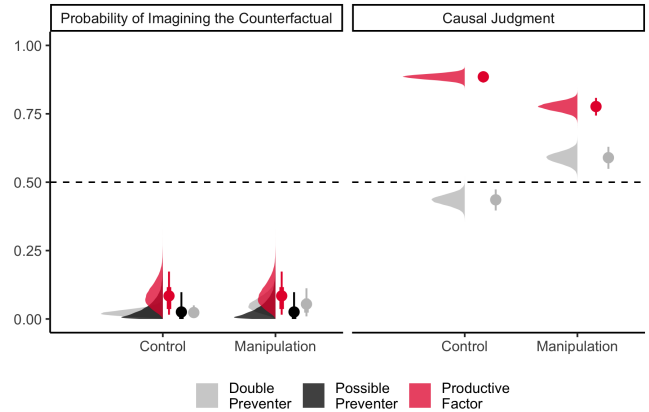 Probability of Imagining the Counterfactual
Causal Judgment
1.00
0.75
0.50
0.25
0.00
Control
Manipulation
Control
Manipulation
Double
Preventer
Possible
Preventer
Productive
Factor